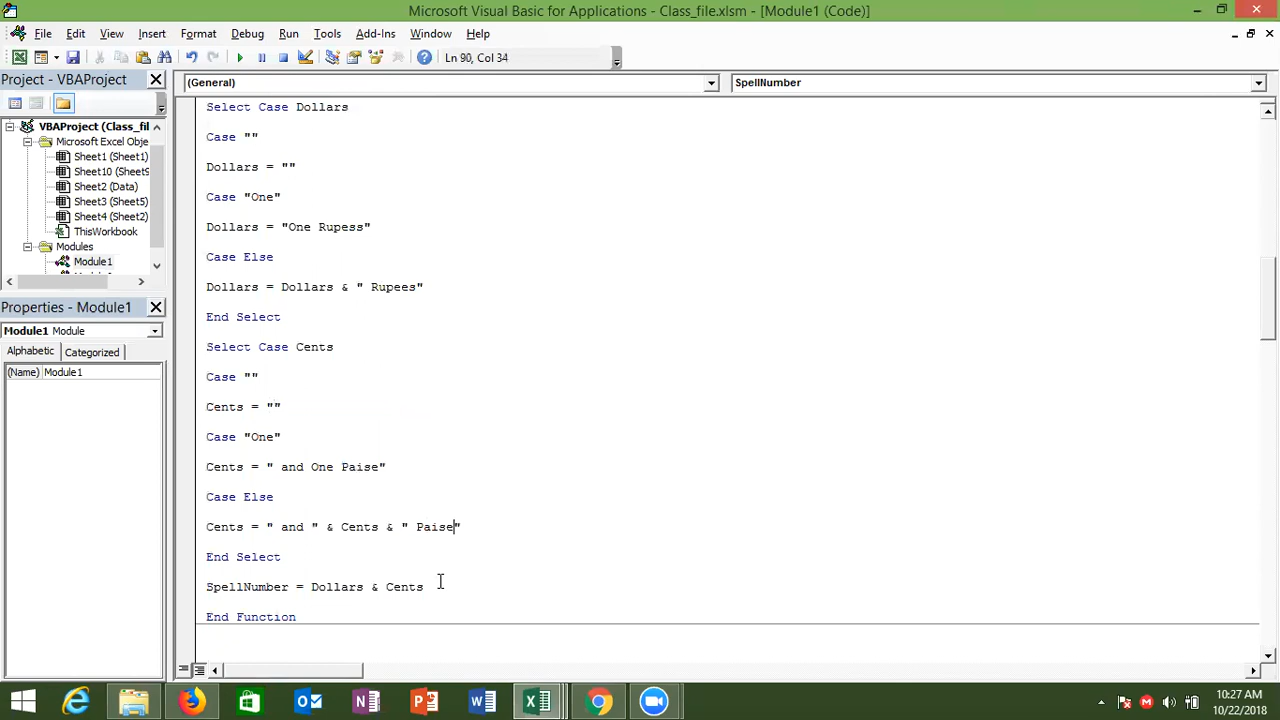 Microsoft Visual Basic for Applications - Class_file.xlsm - [Module1 (Code)]
File Edit View Insert Format Debug Run Tools Add-Ins Window Help
Ln 90, Col 34
Project - VBAProject
(General)
SpellNumber
VBAProject (Class_fil
Microsoft Excel Obje
Sheet1 (Sheet1)
Sheet10 (Sheet9
Sheet2 (Data)
Sheet3 (Sheet5)
Sheet4 (Sheet2)
ThisWorkbook
Modules
Module1
Properties - Module1
Module1 Module
Alphabetic Categorized
(Name) Module1
Select Case Dollars
Case ""
Dollars = ""
Case "One"
Dollars = "One Rupess"
Case Else
Dollars = Dollars & " Rupees"
End Select
Select Case Cents
Case ""
Cents = ""
Case "One"
Cents = " and One Paise"
Case Else
Cents = " and " & Cents & " Paise"
End Select
SpellNumber = Dollars & Cents
End Function
10:27 AM
10/22/2018